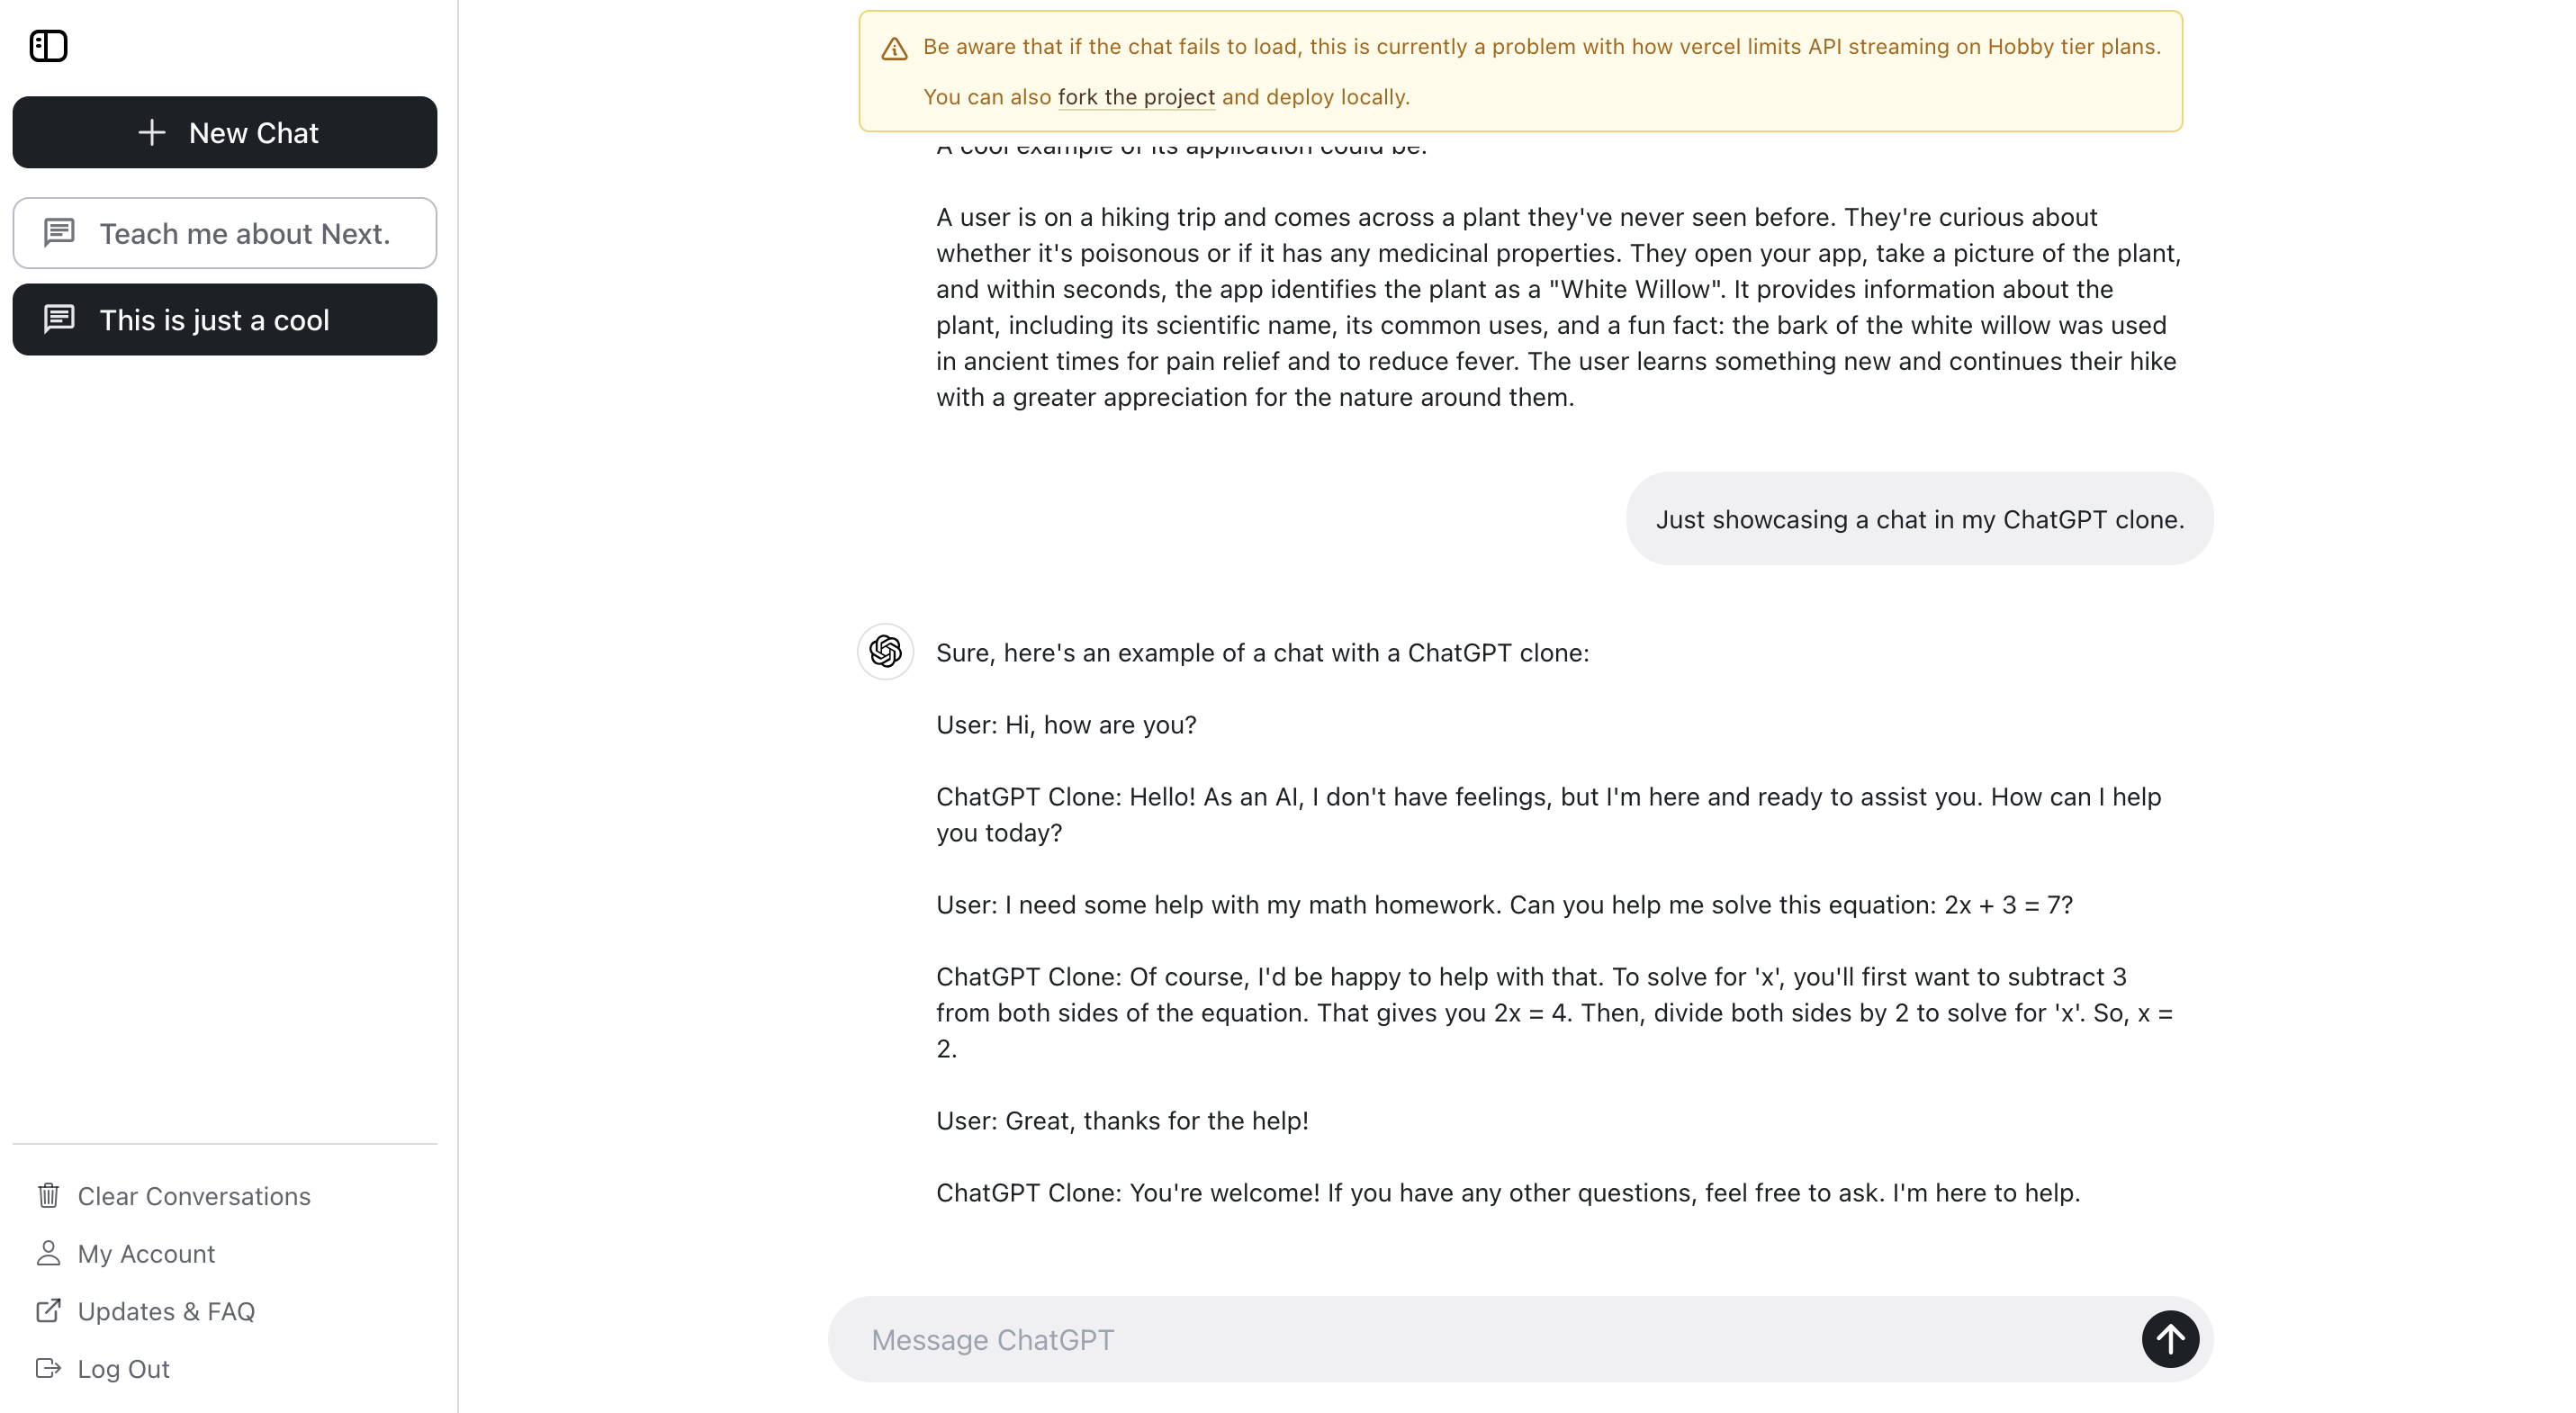 New Chat
Teach me about Next.
This is just a cool
Clear Conversations
My Account
Updates & FAQ
Log Out
Be aware that if the chat fails to load, this is currently a problem with how vercel limits API streaming on Hobby tier plans.
You can also fork the project and deploy locally.
A cool example of its application could be:
A user is on a hiking trip and comes across a plant they've never seen before. They're curious about
whether it's poisonous or if it has any medicinal properties. They open your app, take a picture of the plant,
and within seconds, the app identifies the plant as a "White Willow". It provides information about the
plant, including its scientific name, its common uses, and a fun fact: the bark of the white willow was used
in ancient times for pain relief and to reduce fever. The user learns something new and continues their hike
with a greater appreciation for the nature around them.
Just showcasing a chat in my ChatGPT clone.
Sure, here's an example of a chat with a ChatGPT clone:
User: Hi, how are you?
ChatGPT Clone: Hello! As an AI, I don't have feelings, but I'm here and ready to assist you. How can I help
you today?
User: I need some help with my math homework. Can you help me solve this equation: 2x + 3 = 7?
ChatGPT Clone: Of course, I'd be happy to help with that. To solve for 'x', you'll first want to subtract 3
from both sides of the equation. That gives you 2x = 4. Then, divide both sides by 2 to solve for 'x'. So, x =
2.
User: Great, thanks for the help!
ChatGPT Clone: You're welcome! If you have any other questions, feel free to ask. I'm here to help.
Message ChatGPT